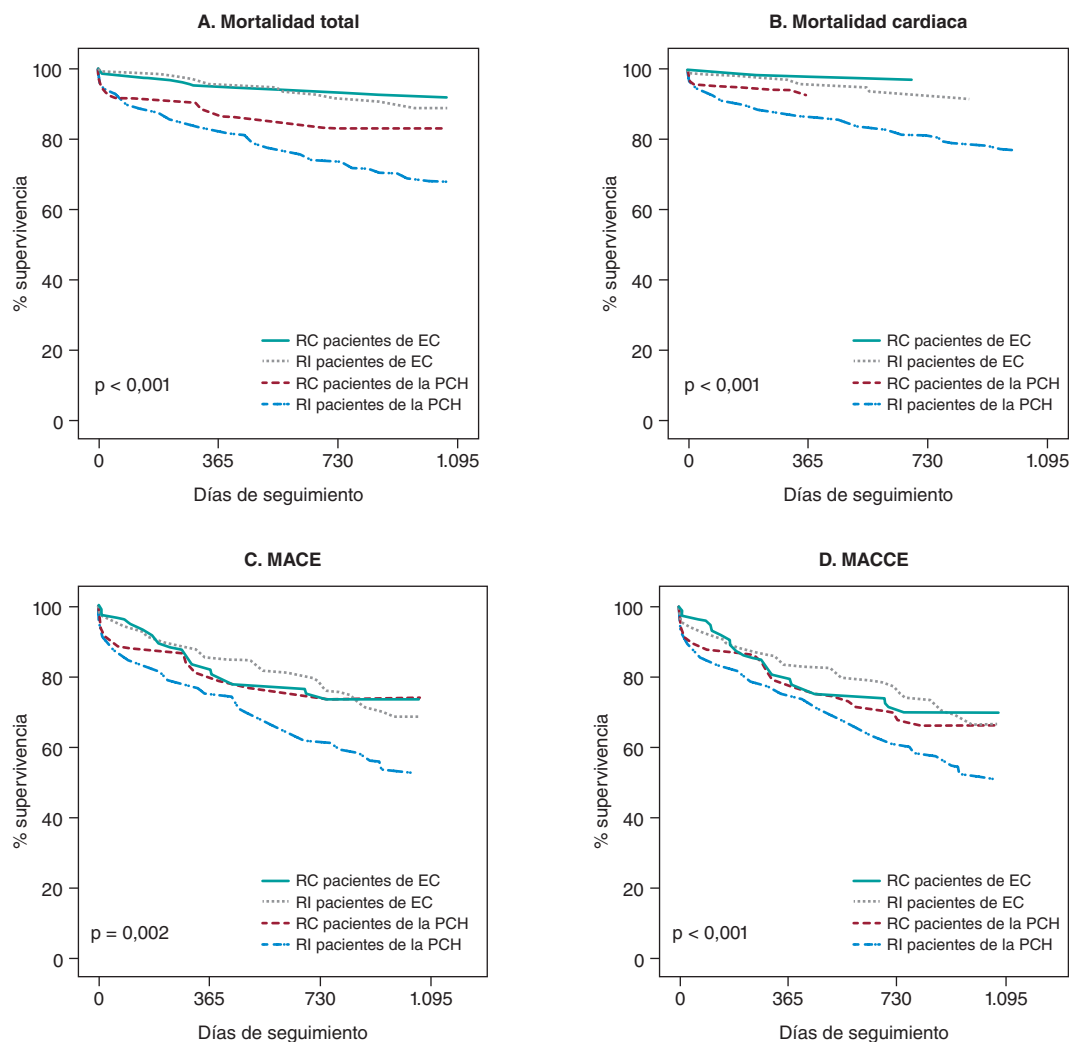 A. Mortalidad total
% supervivencia
100
80
60
40
20
0
RC pacientes de EC
RI pacientes de EC
RC pacientes de la PCH
RI pacientes de la PCH
p < 0,001
0 365 730 1.095
Días de seguimiento
B. Mortalidad cardiaca
% supervivencia
100
80
60
40
20
0
RC pacientes de EC
RI pacientes de EC
RC pacientes de la PCH
RI pacientes de la PCH
p < 0,001
0 365 730 1.095
Días de seguimiento
C. MACE
% supervivencia
100
80
60
40
20
0
RC pacientes de EC
RI pacientes de EC
RC pacientes de la PCH
RI pacientes de la PCH
p = 0,002
0 365 730 1.095
Días de seguimiento
D. MACCE
% supervivencia
100
80
60
40
20
0
RC pacientes de EC
RI pacientes de EC
RC pacientes de la PCH
RI pacientes de la PCH
p < 0,001
0 365 730 1.095
Días de seguimiento